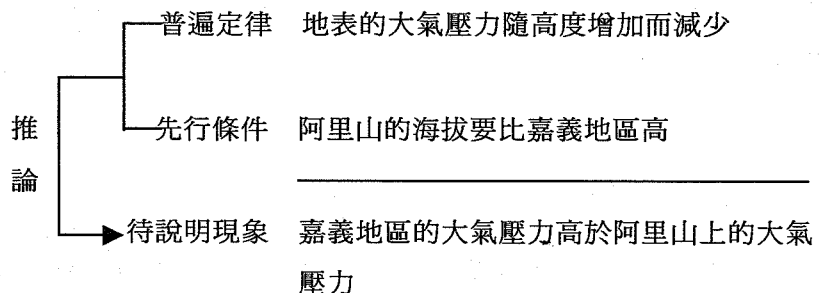 普遍定律 地表的大氣壓力隨高度增加而減少
推論
先行條件 阿里山的海拔要比嘉義地區高
待說明現象 嘉義地區的大氣壓力高於阿里山上的大氣
壓力